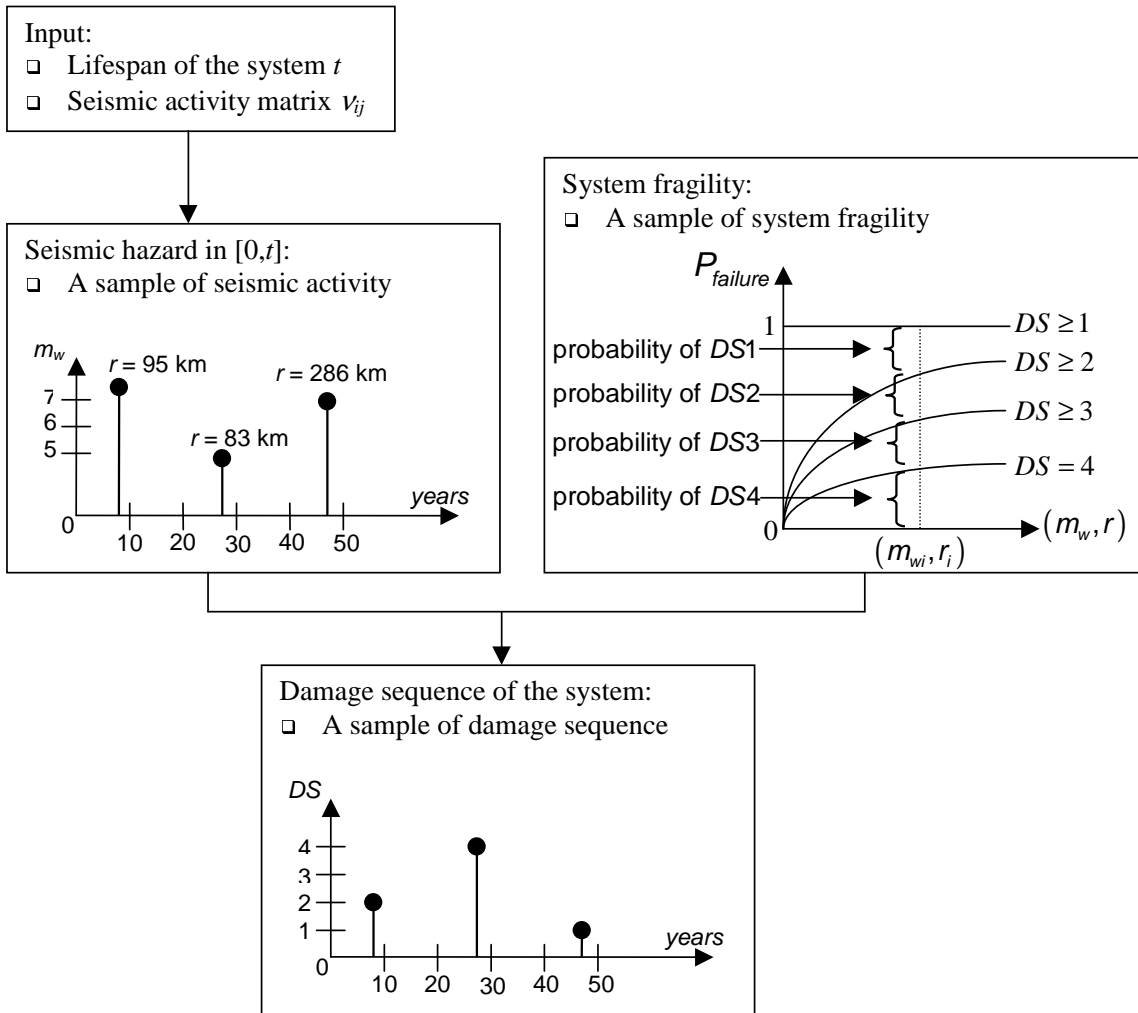 Input:
❑ Lifespan of the system t
❑ Seismic activity matrix νij
System fragility:
❑ A sample of system fragility
Pfailure
1
DS ≥ 1
probability of DS1
DS ≥ 2
probability of DS2
DS ≥ 3
probability of DS3
DS = 4
probability of DS4
0
(mw, r)
(mwi, ri)
Seismic hazard in [0,t]:
❑ A sample of seismic activity
mw
r = 95 km
r = 286 km
7
6
r = 83 km
5
years
0
10 20 30 40 50
Damage sequence of the system:
❑ A sample of damage sequence
DS
4
3
2
1
years
0
10 20 30 40 50